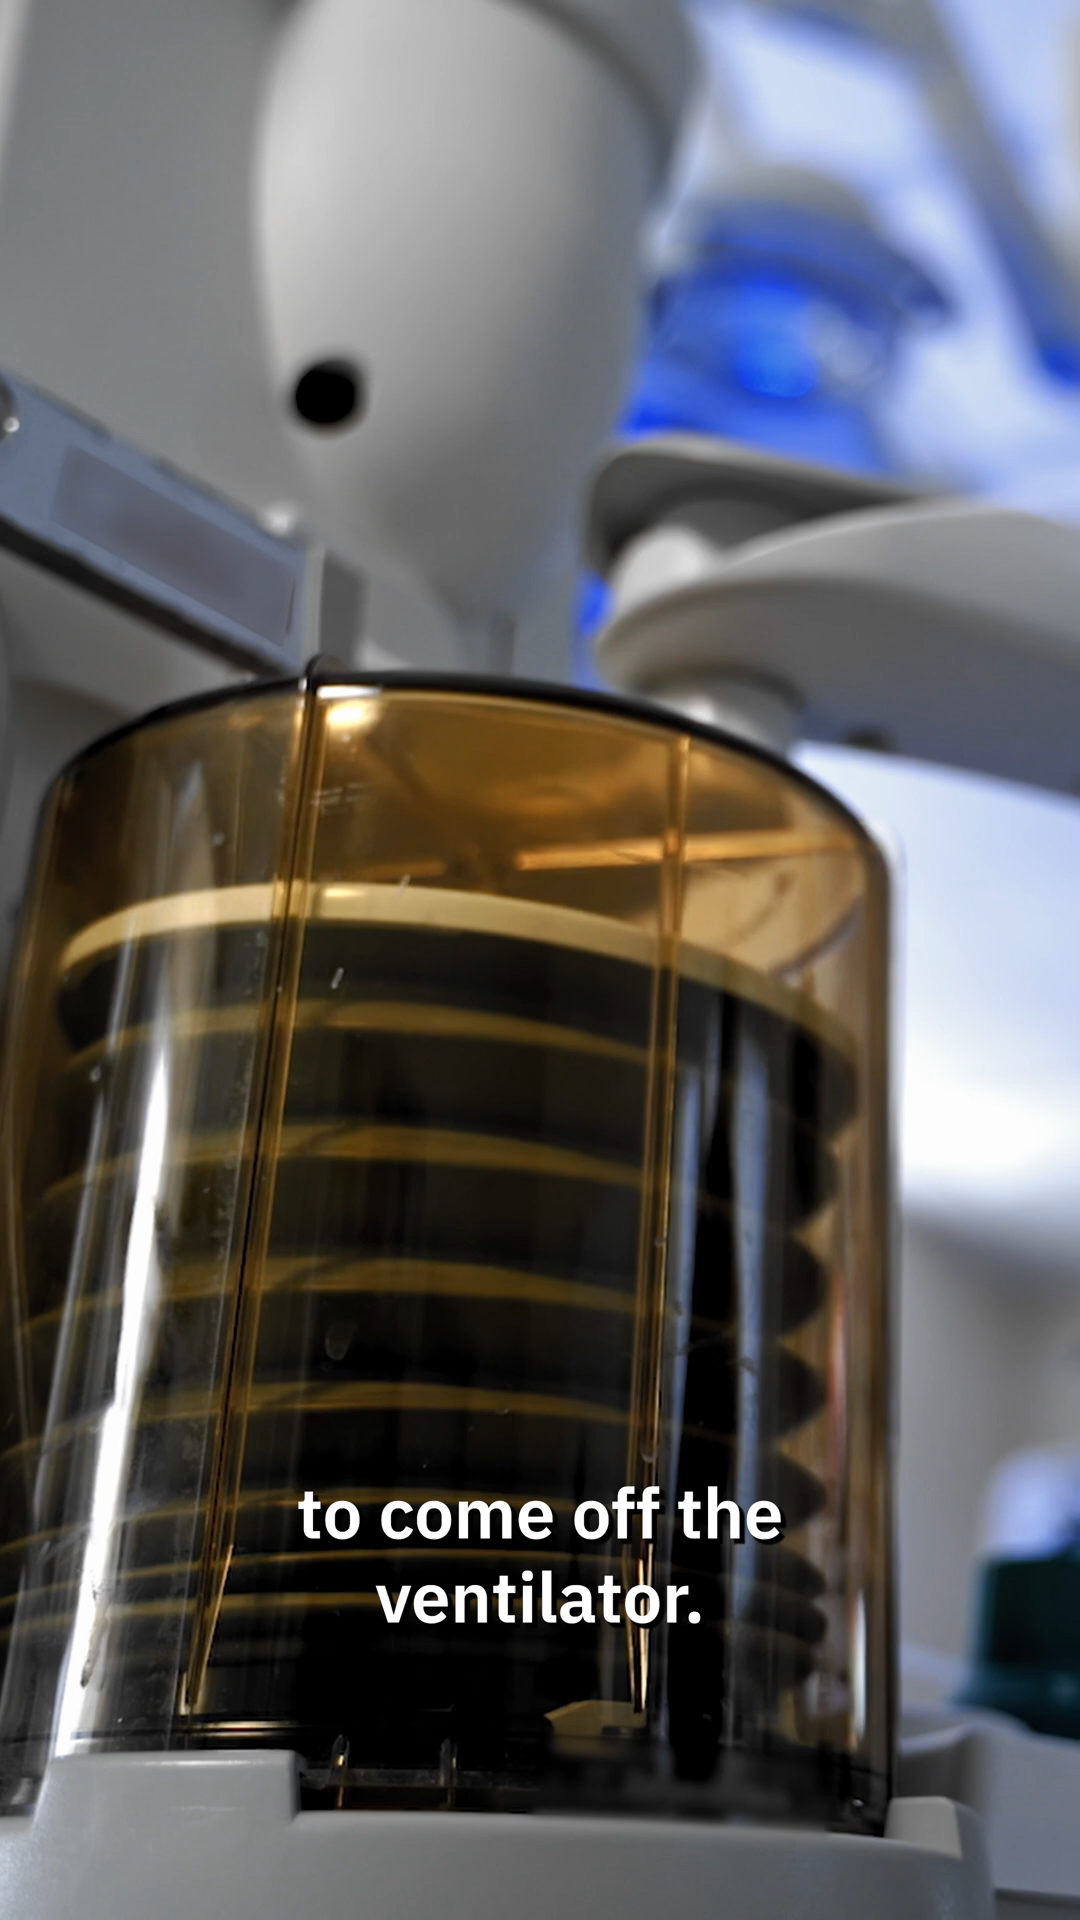 to come off the
ventilator.